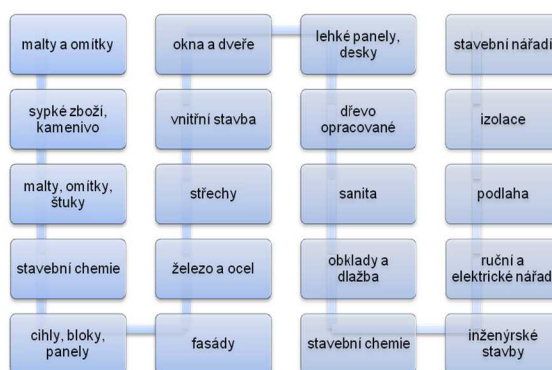 malty a omítky
sypké zboží,
kamenivo
malty, omítky,
štuky
stavební chemie
cihly, bloky,
panely
okna a dveře
vnitřní stavba
střechy
železo a ocel
fasády
lehké panely,
desky
dřevo
opracované
sanita
obklady a
dlažba
stavební chemie
stavební nářadí
izolace
podlaha
ruční a
elektrické nářadí
inženýrské
stavby